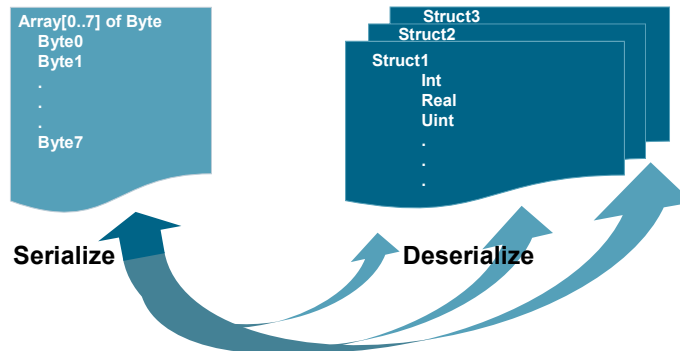 Array[0..7] of Byte
Byte0
Byte1
.
.
.
Byte7
Struct3
Struct2
Struct1
Int
Real
Uint
.
.
.
Serialize
Deserialize